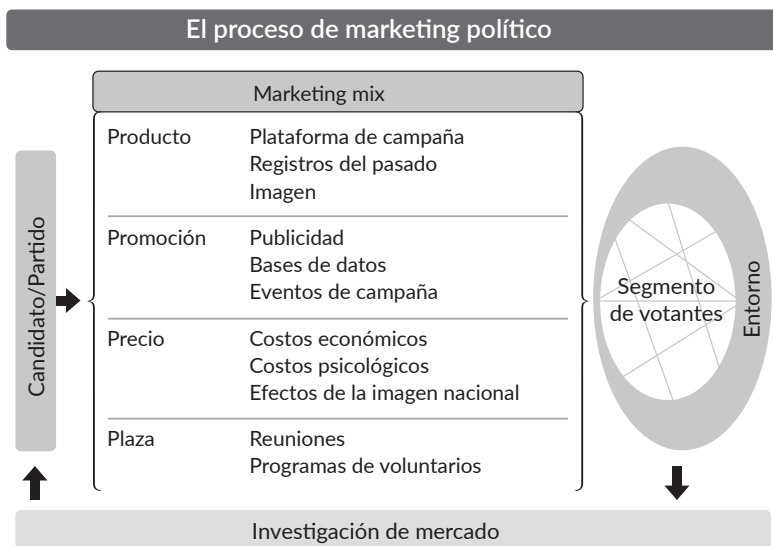 El proceso de marketing político
Marketing mix
Candidato/Partido
Producto
Plataforma de campaña
Registros del pasado
Imagen
Promoción
Publicidad
Bases de datos
Eventos de campaña
Precio
Costos económicos
Costos psicológicos
Efectos de la imagen nacional
Plaza
Reuniones
Programas de voluntarios
Segmento
de votantes
Entorno
Investigación de mercado